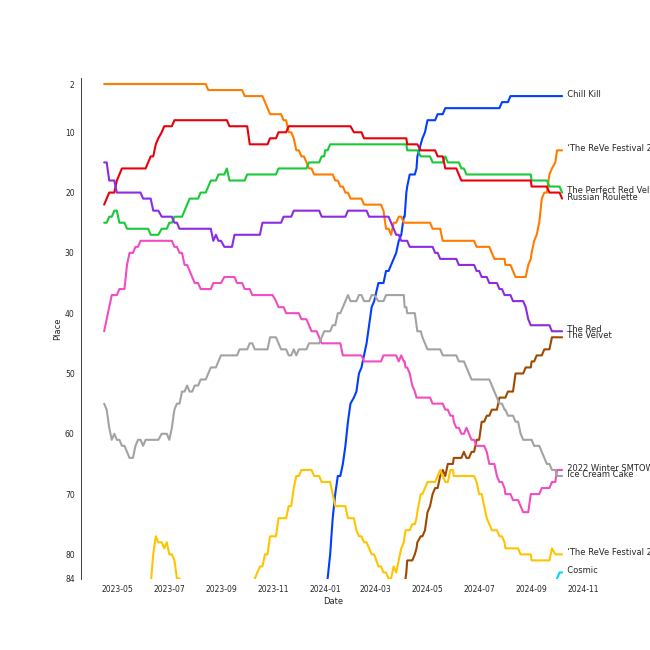 2
10
20
30
40
50
60
70
80
84
Place
2023-05
2023-07
2023-09
2023-11
2024-01
2024-03
2024-05
2024-07
2024-09
2024-11
Date
Chill Kill
'The ReVe Festival 2
The Perfect Red Vel
Russian Roulette
The Red
The Velvet
2022 Winter SMTOW
Ice Cream Cake
'The ReVe Festival 2
Cosmic